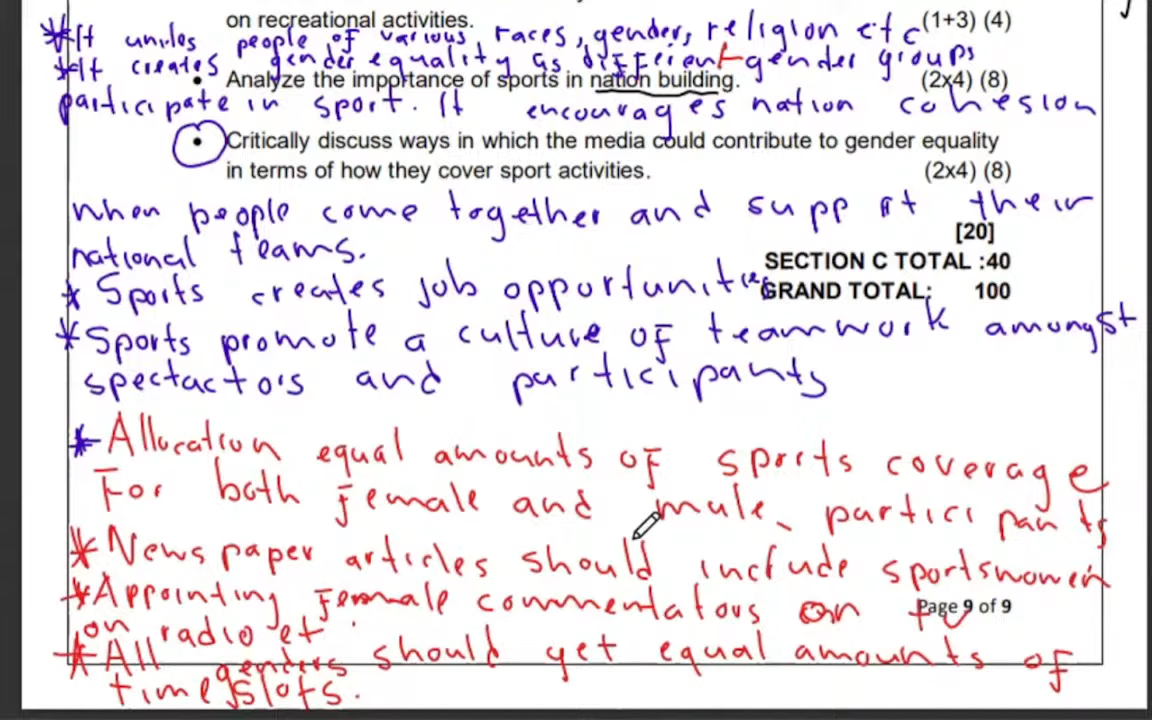 on recreational activities. (1+3) (4)
*It unites people of various races, gender, religion etc
*It creates gender equality as different gender groups
• Analyze the importance of sports in nation building. (2x4) (8)
participate in sport. It encourages nation cohesion
• Critically discuss ways in which the media could contribute to gender equality
in terms of how they cover sport activities. (2x4) (8)
when people come together and support their
[20]
national teams.
SECTION C TOTAL :40
* Sports creates job opportunities
GRAND TOTAL: 100
*Sports promote a culture of teamwork amongst
spectactors and participants
*Allocation equal amounts of sports coverage
For both female and male participants
*Newspaper articles should include sportswomen
*Appointing female commentators on tv
Page 9 of 9
on radio et
*All genders should get equal amounts of
time slots.